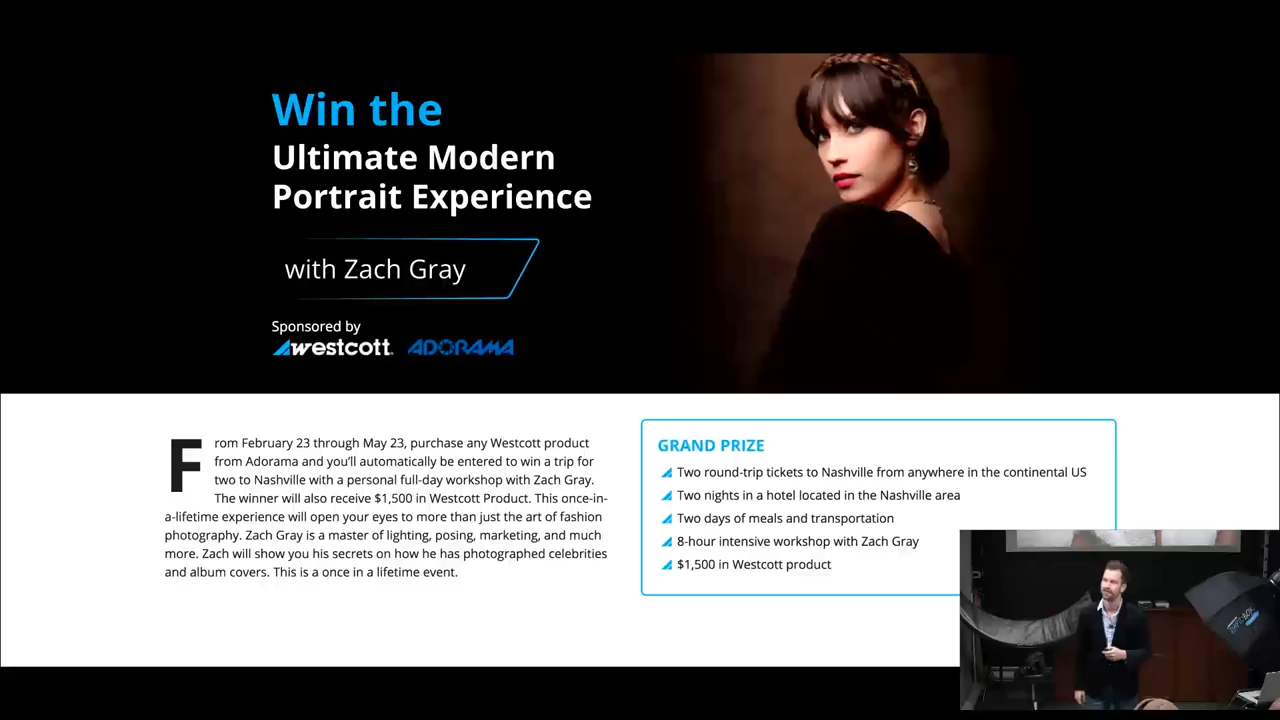 Win the
Ultimate Modern
Portrait Experience
with Zach Gray
Sponsored by
westcott.
ADORAMA
From February 23 through May 23, purchase any Westcott product
from Adorama and you'll automatically be entered to win a trip for
two to Nashville with a personal full-day workshop with Zach Gray.
The winner will also receive $1,500 in Westcott Product. This once-in-
a-lifetime experience will open your eyes to more than just the art of fashion
photography. Zach Gray is a master of lighting, posing, marketing, and much
more. Zach will show you his secrets on how he has photographed celebrities
and album covers. This is a once in a lifetime event.
GRAND PRIZE
Two round-trip tickets to Nashville from anywhere in the continental US
Two nights in a hotel located in the Nashville area
Two days of meals and transportation
8-hour intensive workshop with Zach Gray
$1,500 in Westcott product